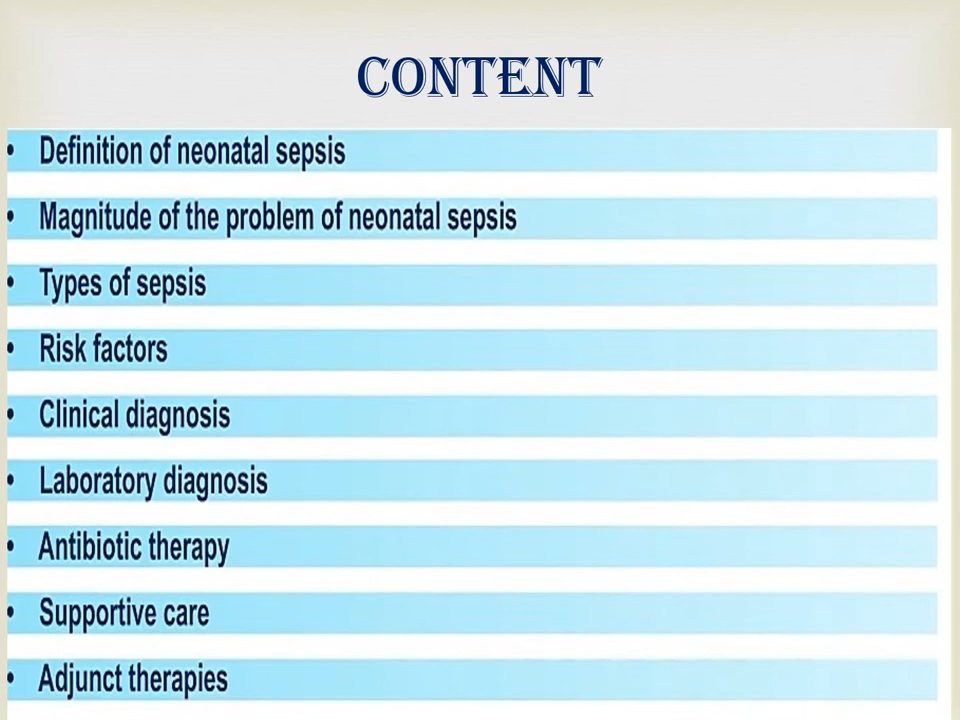 CONTENT
• Definition of neonatal sepsis
• Magnitude of the problem of neonatal sepsis
• Types of sepsis
• Risk factors
• Clinical diagnosis
• Laboratory diagnosis
• Antibiotic therapy
• Supportive care
• Adjunct therapies